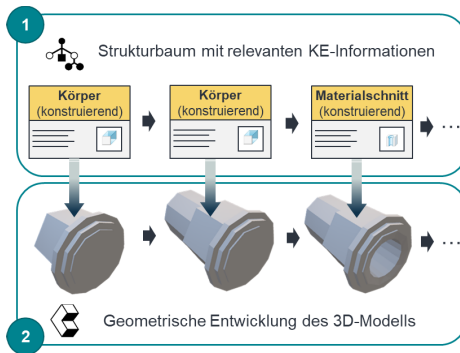 1
Strukturbaum mit relevanten KE-Informationen
Körper
(konstruierend)
Körper
(konstruierend)
Materialschnitt
(konstruierend)
...
...
Geometrische Entwicklung des 3D-Modells
2